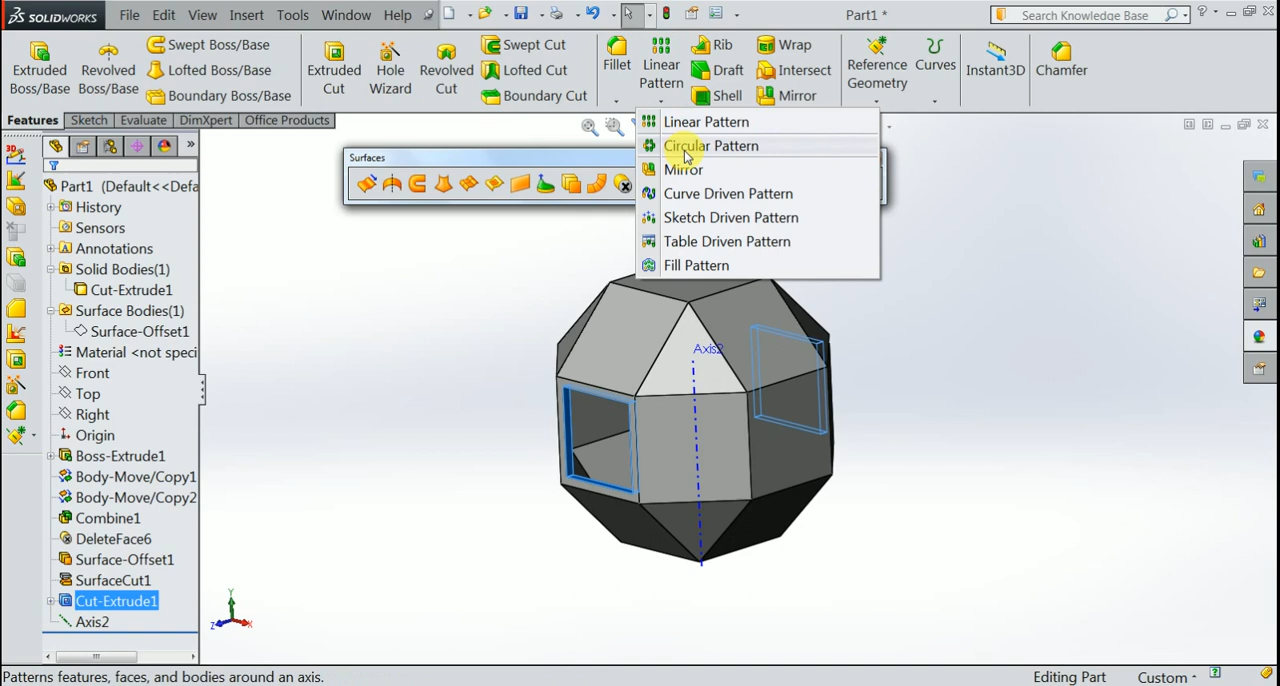 SOLIDWORKS File Edit View Insert Tools Window Help Part1 * Search Knowledge Base
Extruded Boss/Base
Revolved Boss/Base
Swept Boss/Base
Lofted Boss/Base
Boundary Boss/Base
Extruded Cut
Hole Wizard
Revolved Cut
Swept Cut
Lofted Cut
Boundary Cut
Fillet
Linear Pattern
Rib
Draft
Shell
Wrap
Intersect
Mirror
Reference Geometry
Curves
Instant3D
Chamfer
Features Sketch Evaluate DimXpert Office Products
Linear Pattern
Circular Pattern
Mirror
Curve Driven Pattern
Sketch Driven Pattern
Table Driven Pattern
Fill Pattern
Surfaces
Part1 (Default<<Defa
History
Sensors
Annotations
Solid Bodies(1)
Cut-Extrude1
Surface Bodies(1)
Surface-Offset1
Material <not speci
Front
Top
Right
Origin
Boss-Extrude1
Body-Move/Copy1
Body-Move/Copy2
Combine1
DeleteFace6
Surface-Offset1
SurfaceCut1
Cut-Extrude1
Axis2
Axis2
Y
Z
X
Patterns features, faces, and bodies around an axis. Editing Part Custom